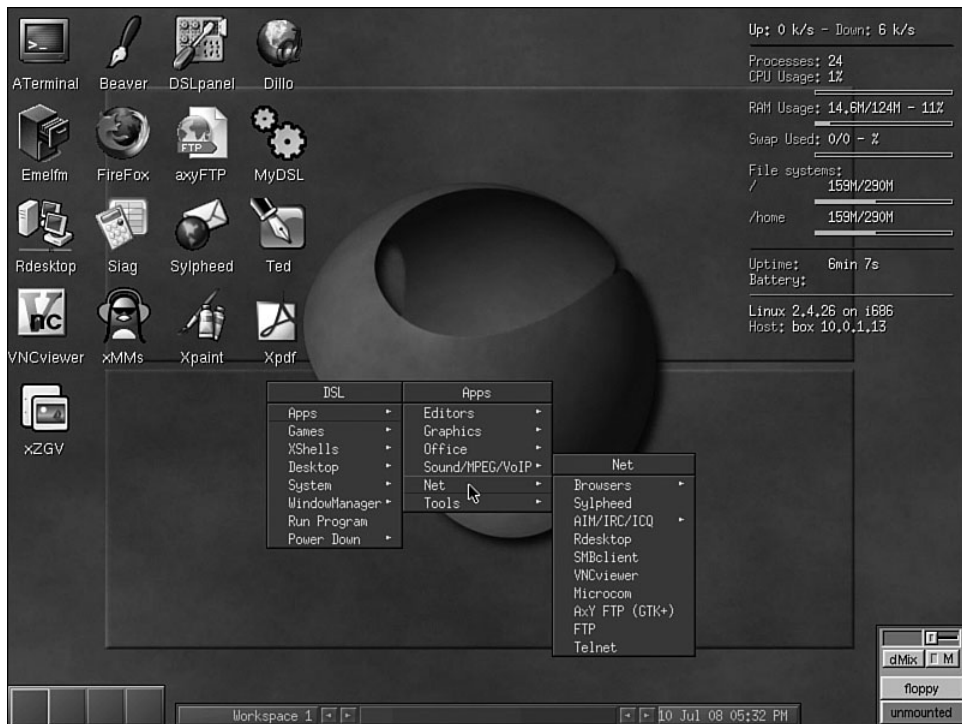 ATerminal Beaver DSLpanel Dillo
FTP
Emelfm FireFox axyFTP MyDSL
Rdesktop Siag Sylpheed Ted
Vnc
VNCviewer xMMs Xpaint Xpdf
xZGV
Up: 0 k/s - Down: 6 k/s
Processes: 24
CPU Usage: 1%
RAM Usage: 14.6M/124M - 11%
Swap Used: 0/0 - %
File systems:
/ 159M/290M
/home 159M/290M
Uptime: 6min 7s
Battery:
Linux 2.4.26 on i686
Host: box 10.0.1.13
DSL
Apps
Games
XShells
Desktop
System
WindowManager
Run Program
Power Down
Apps
Editors
Graphics
Office
Sound/MPEG/VoIP
Net
Tools
Net
Browsers
Sylpheed
AIM/IRC/ICQ
Rdesktop
SMBclient
VNCviewer
Microcom
AxY FTP (GTK+)
FTP
Telnet
dMix M
floppy
unmounted
Workspace 1
10 Jul 08 05:32 PM